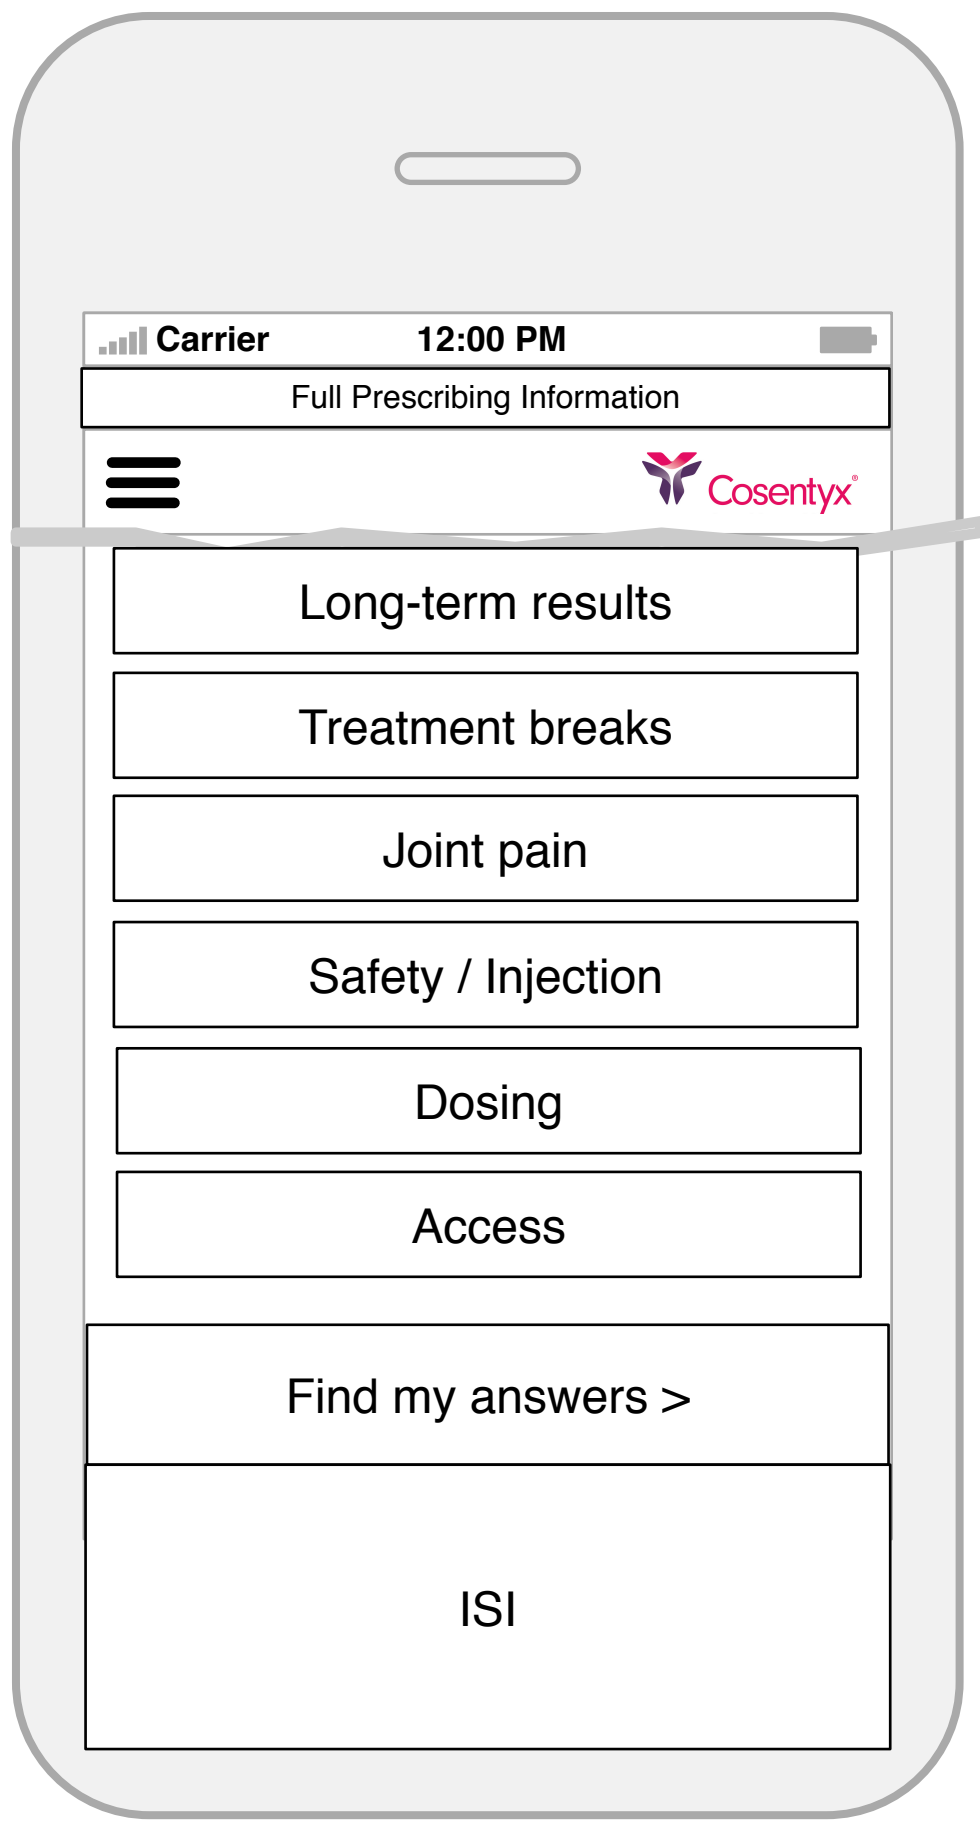 Carrier 12:00 PM
Full Prescribing Information
Cosentyx®
Long-term results
Treatment breaks
Joint pain
Safety / Injection
Dosing
Access
Find my answers >
ISI